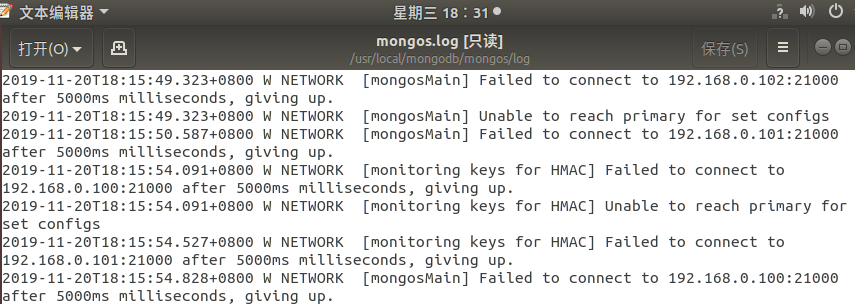 文本编辑器
星期三 18：31
打开(O)
mongos.log [只读]
/usr/local/mongodb/mongos/log
保存(S)
2019-11-20T18:15:49.323+0800 W NETWORK  [mongosMain] Failed to connect to 192.168.0.102:21000
after 5000ms milliseconds, giving up.
2019-11-20T18:15:49.323+0800 W NETWORK  [mongosMain] Unable to reach primary for set configs
2019-11-20T18:15:50.587+0800 W NETWORK  [mongosMain] Failed to connect to 192.168.0.101:21000
after 5000ms milliseconds, giving up.
2019-11-20T18:15:54.091+0800 W NETWORK  [monitoring keys for HMAC] Failed to connect to
192.168.0.100:21000 after 5000ms milliseconds, giving up.
2019-11-20T18:15:54.091+0800 W NETWORK  [monitoring keys for HMAC] Unable to reach primary for
set configs
2019-11-20T18:15:54.527+0800 W NETWORK  [monitoring keys for HMAC] Failed to connect to
192.168.0.101:21000 after 5000ms milliseconds, giving up.
2019-11-20T18:15:54.828+0800 W NETWORK  [mongosMain] Failed to connect to 192.168.0.100:21000
after 5000ms milliseconds, giving up.